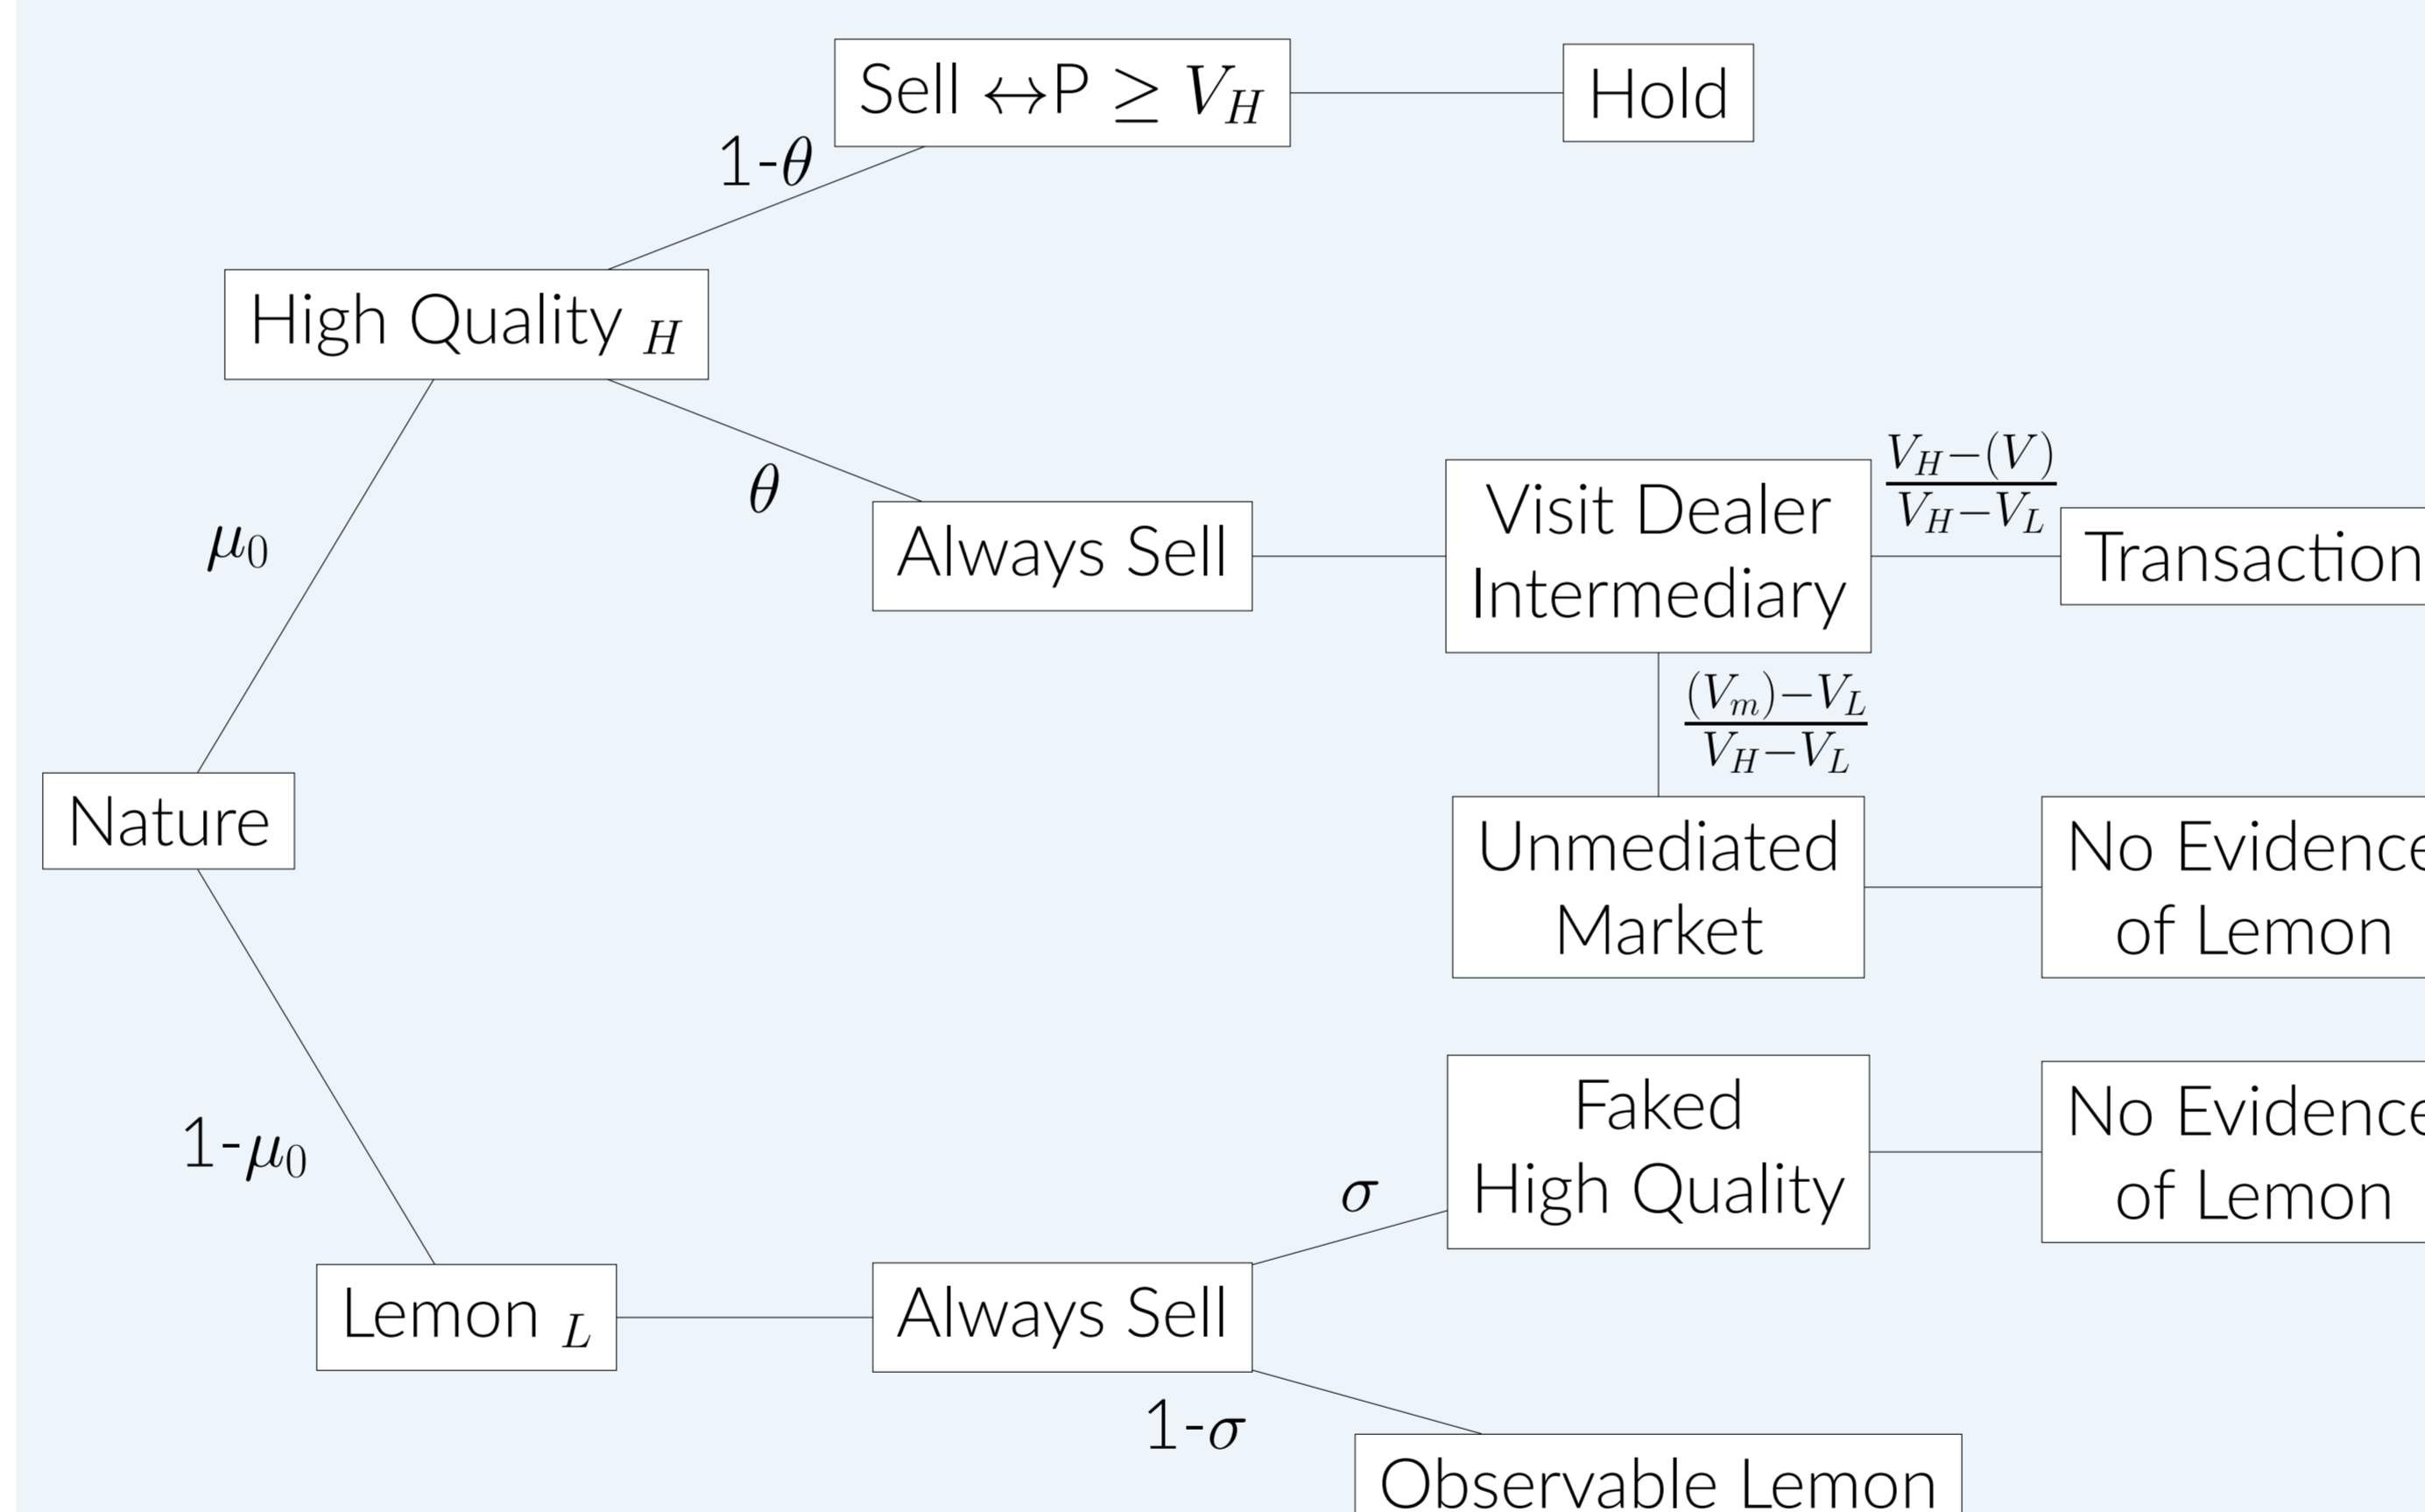 Sell ↔P ≥ V_H
Hold
1-θ
High Quality _H
θ
μ_0
Always Sell
Visit Dealer
Intermediary
\frac{V_H-(V)}{V_H-V_L}
Transaction
\frac{(V_m)-V_L}{V_H-V_L}
Nature
Unmediated
Market
No Evidence
of Lemon
1-μ_0
Faked
High Quality
No Evidence
of Lemon
σ
Lemon _L
Always Sell
1-σ
Observable Lemon